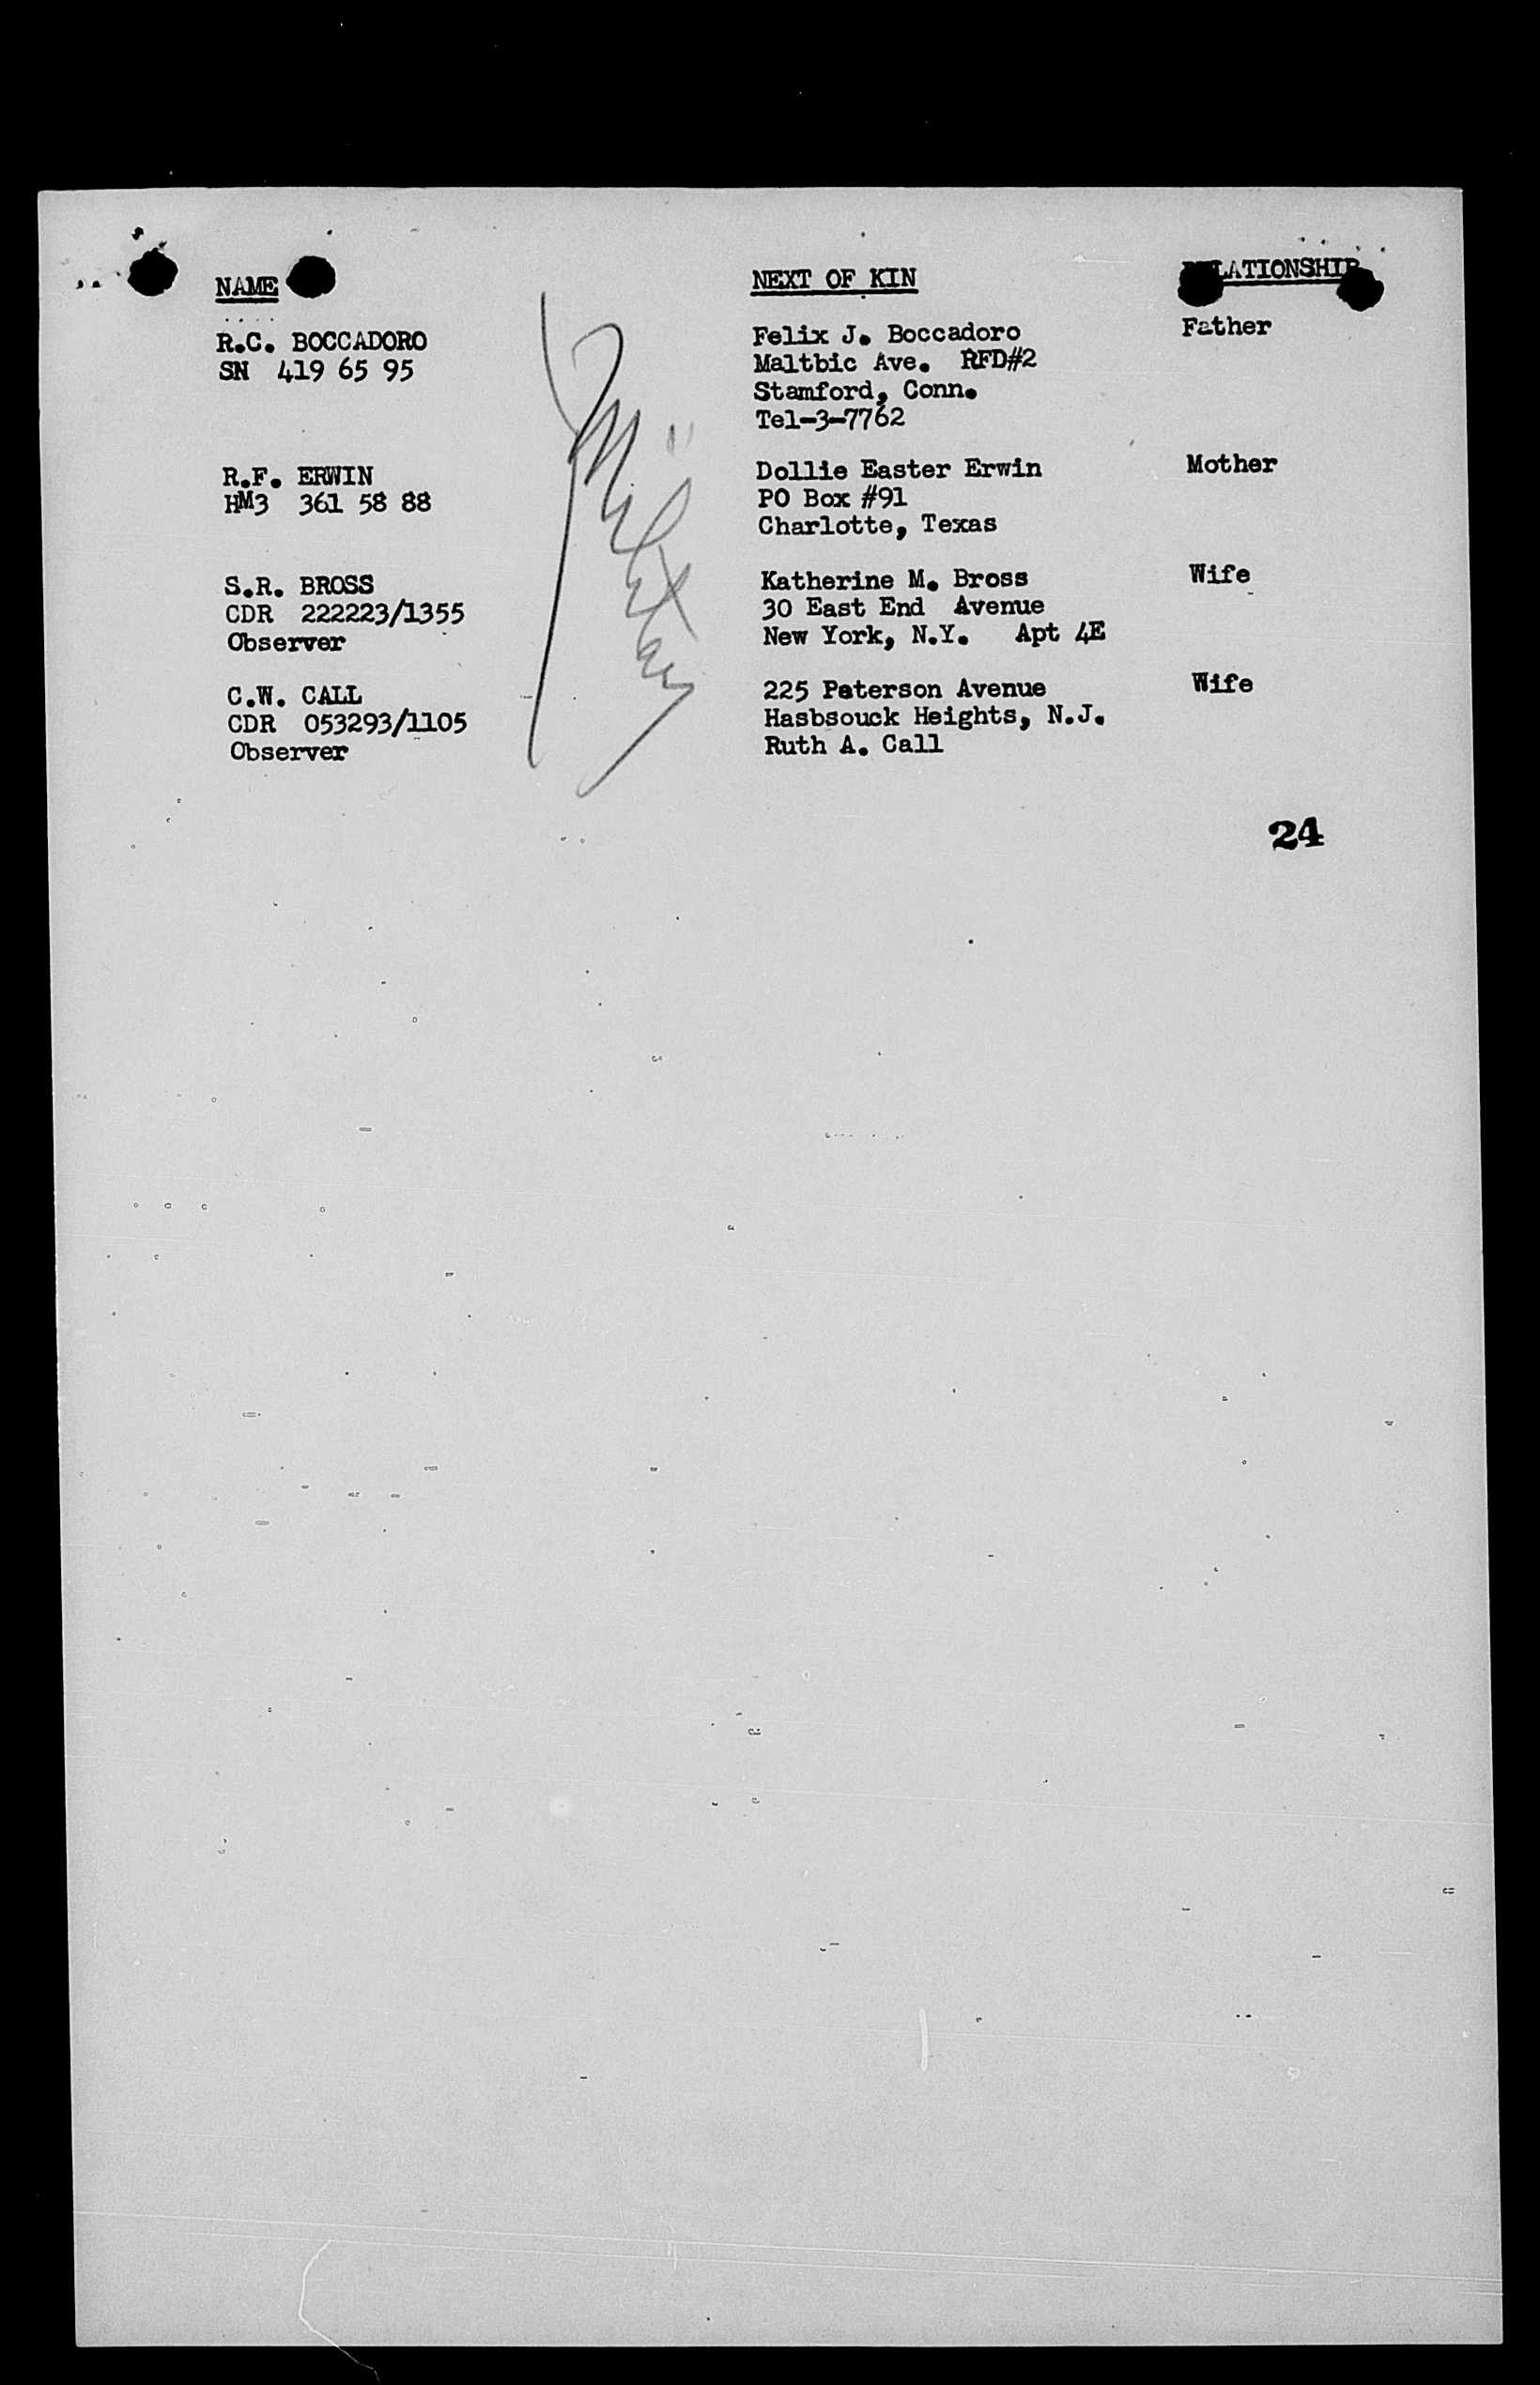 NAME NEXT OF KIN RELATIONSHIP
R.C. BOCCADORO Felix J. Boccadoro Father
SN 419 65 95 Maltbic Ave. RFD#2
Stamford, Conn.
Tel-3-7762
R.F. ERWIN Dollie Easter Erwin Mother
HM3 361 58 88 PO Box #91
Charlotte, Texas
S.R. BROSS Katherine M. Bross Wife
CDR 222223/1355 30 East End Avenue
Observer New York, N.Y. Apt 4E
C.W. CALL 225 Paterson Avenue Wife
CDR 053293/1105 Hasbsouck Heights, N.J.
Observer Ruth A. Call
Military
24